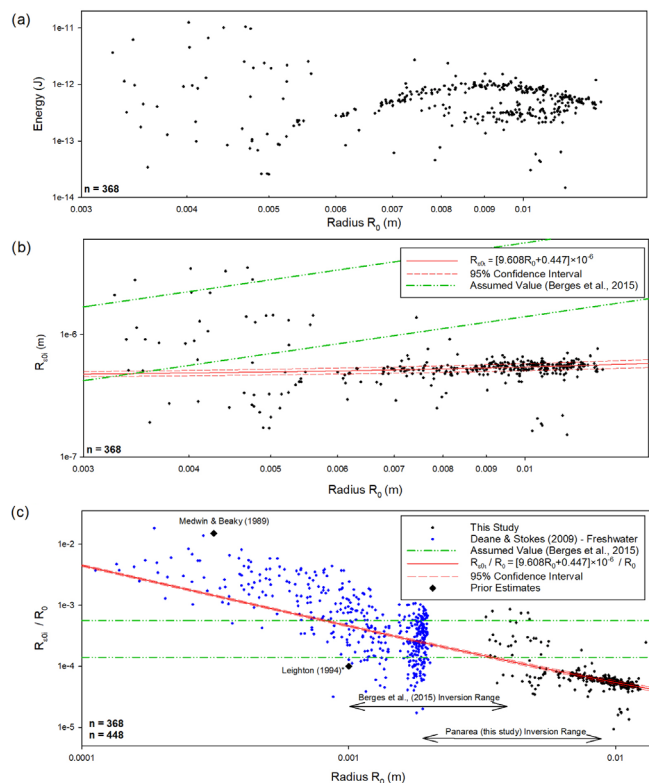 (a)
1e-11
1e-12
1e-13
1e-14
Energy (J)
n = 368
0.003
0.004
0.005
0.006
0.007
0.008
0.009
0.01
Radius R0 (m)
(b)
Rε0i = [9.608R0+0.447]×10-6
95% Confidence Interval
Assumed Value (Berges et al., 2015)
1e-6
1e-7
Rε0i (m)
n = 368
0.003
0.004
0.005
0.006
0.007
0.008
0.009
0.01
Radius R0 (m)
(c)
Medwin & Beaky (1989)
This Study
Deane & Stokes (2009) - Freshwater
Assumed Value (Berges et al., 2015)
Rε0i / R0 = [9.608R0+0.447]×10-6 / R0
95% Confidence Interval
Prior Estimates
1e-2
1e-3
1e-4
1e-5
Rε0i / R0
Leighton (1994)
Berges et al., (2015) Inversion Range
Panarea (this study) Inversion Range
n = 368
n = 448
0.0001
0.001
0.01
Radius R0 (m)